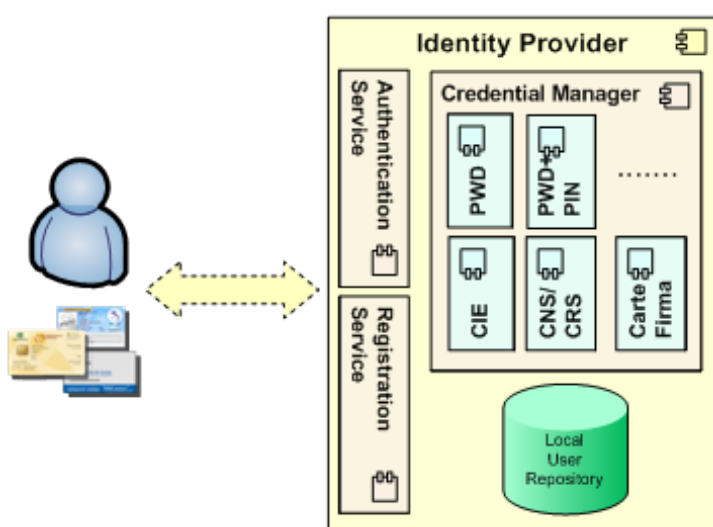 Identity Provider
Authentication
Service
Credential Manager
PWD
PWD+
PIN
.......
CIE
CNS/
CRS
Carte
Firma
Registration
Service
Local
User
Repository